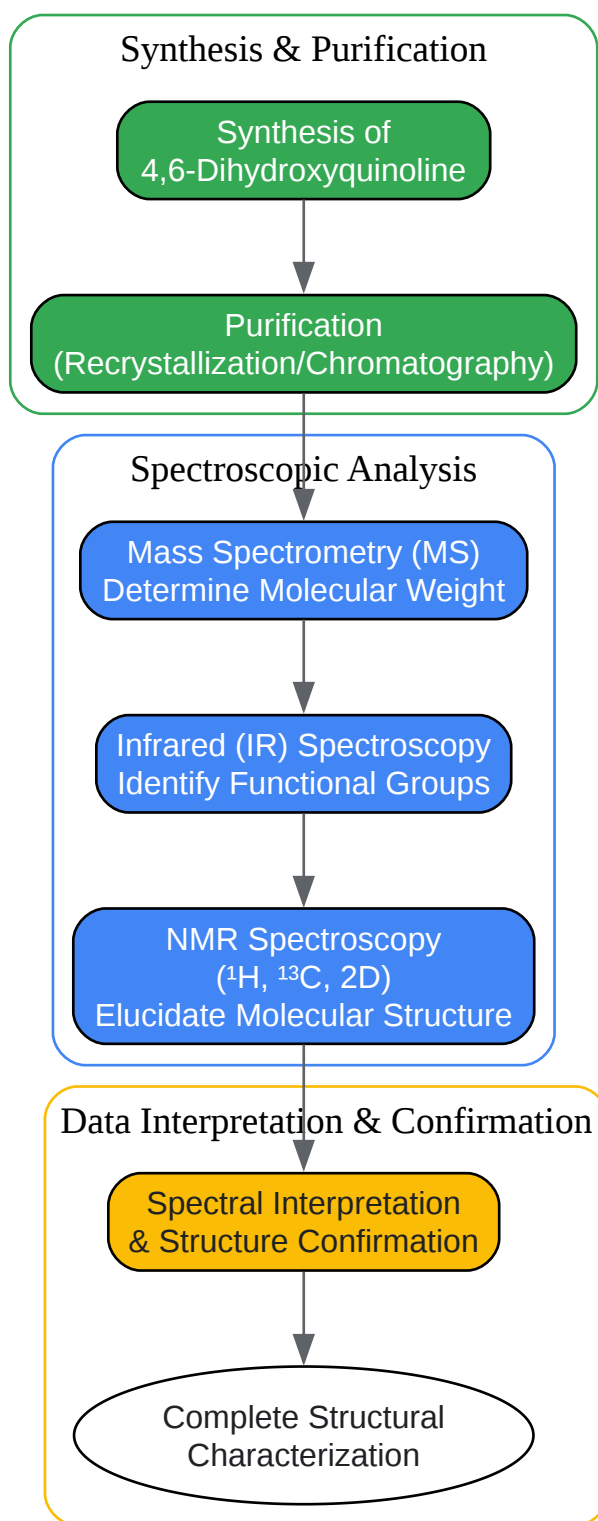 Synthesis & Purification
Synthesis of
4,6-Dihydroxyquinoline
Purification
(Recrystallization/Chromatography)
Spectroscopic Analysis
Mass Spectrometry (MS)
Determine Molecular Weight
Infrared (IR) Spectroscopy
Identify Functional Groups
NMR Spectroscopy
(¹H, ¹³C, 2D)
Elucidate Molecular Structure
Data Interpretation & Confirmation
Spectral Interpretation
& Structure Confirmation
Complete Structural
Characterization